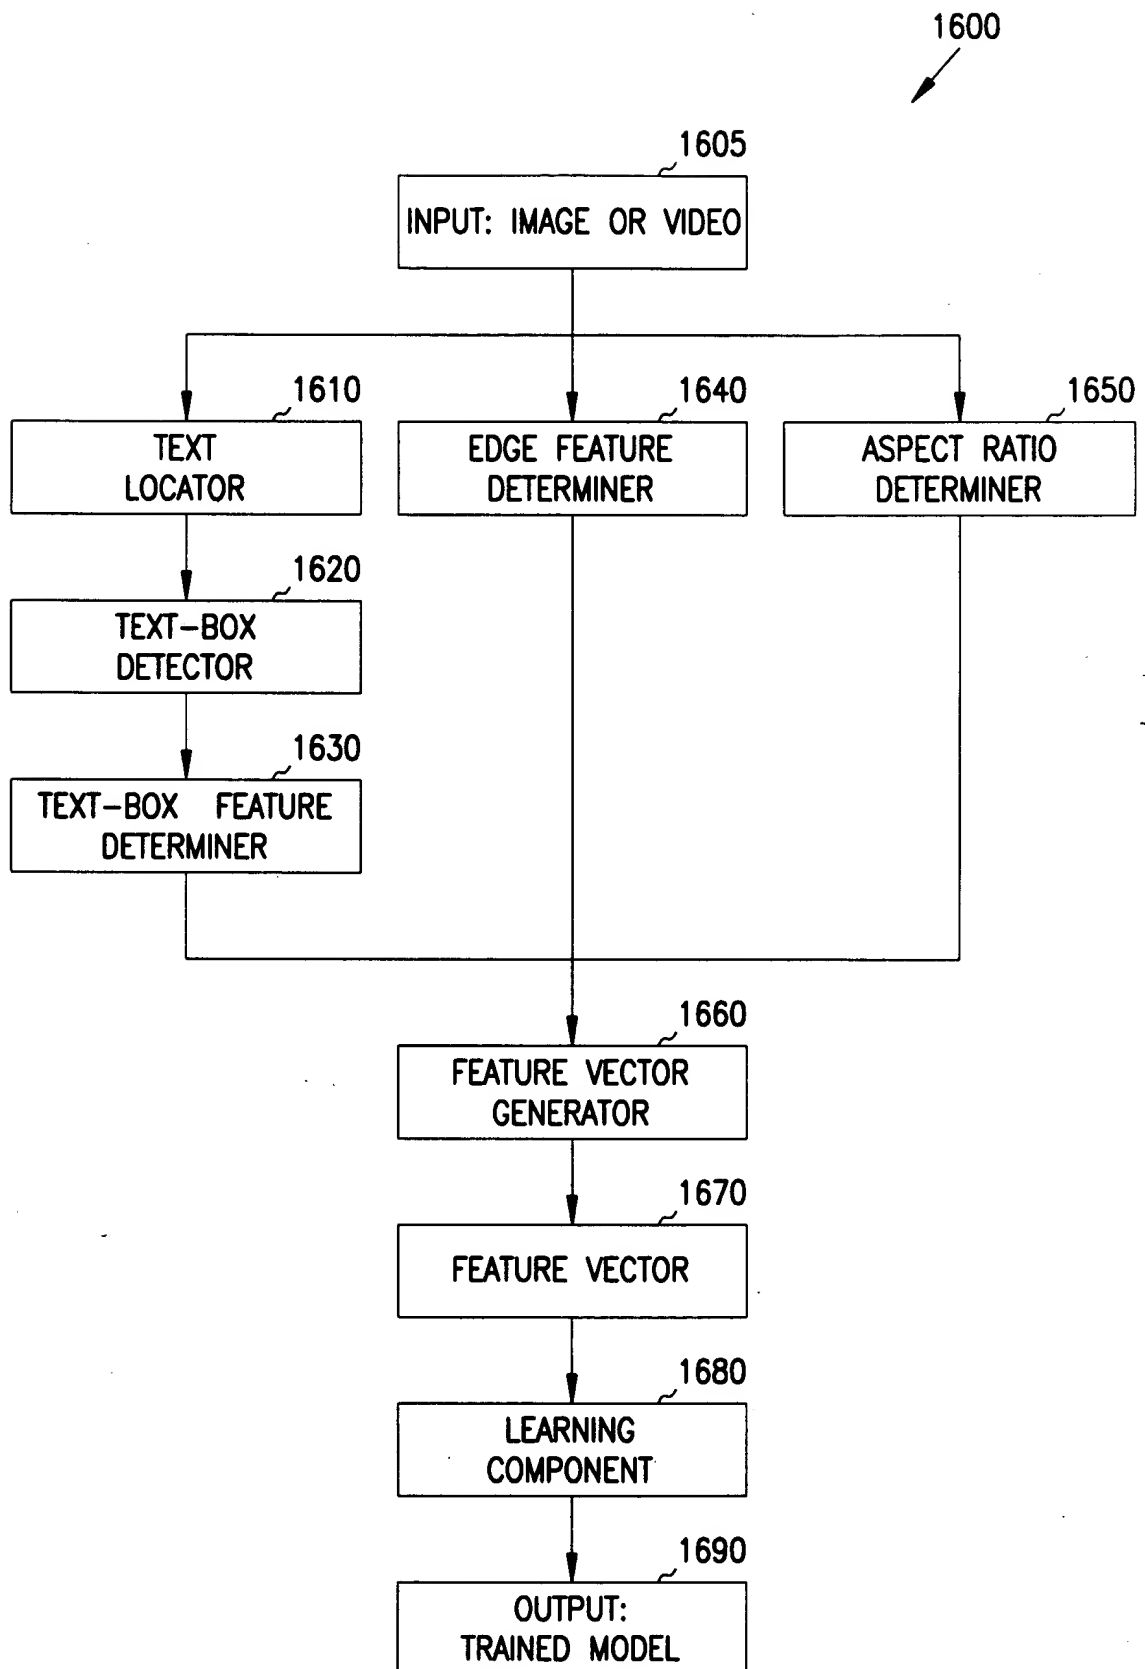 1600
1605
INPUT: IMAGE OR VIDEO
1610
TEXT
LOCATOR
1640
EDGE FEATURE
DETERMINER
1650
ASPECT RATIO
DETERMINER
1620
TEXT-BOX
DETECTOR
1630
TEXT-BOX FEATURE
DETERMINER
1660
FEATURE VECTOR
GENERATOR
1670
FEATURE VECTOR
1680
LEARNING
COMPONENT
1690
OUTPUT:
TRAINED MODEL